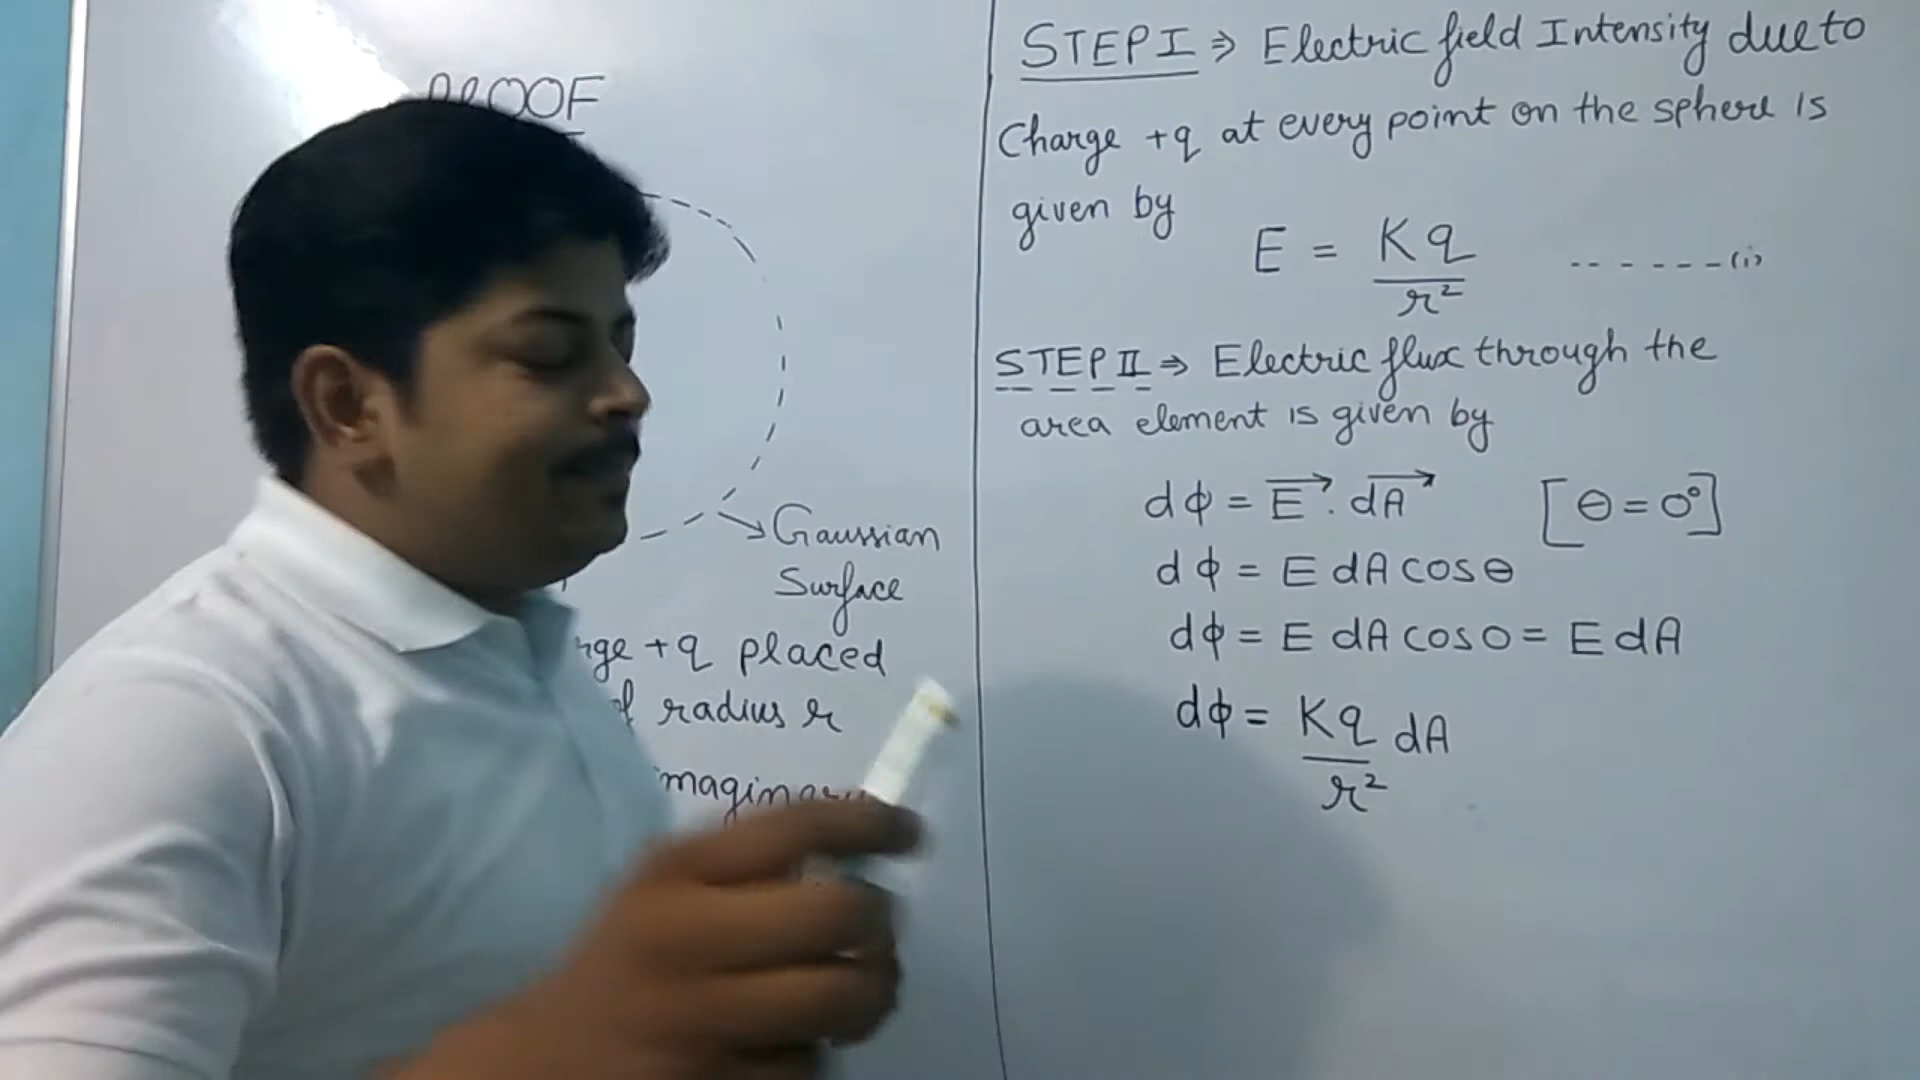 PROOF
Gaussian
Surface
+q placed
of radius r
STEP I ⇒ Electric field Intensity due to
Charge +q at every point on the sphere is
given by
E = Kq / r² ------(i)
STEP II ⇒ Electric flux through the
area element is given by
dϕ = E⃗ . dA⃗ [θ = 0°]
dϕ = E dA cosθ
dϕ = E dA cos0 = E dA
dϕ = Kq / r² dA